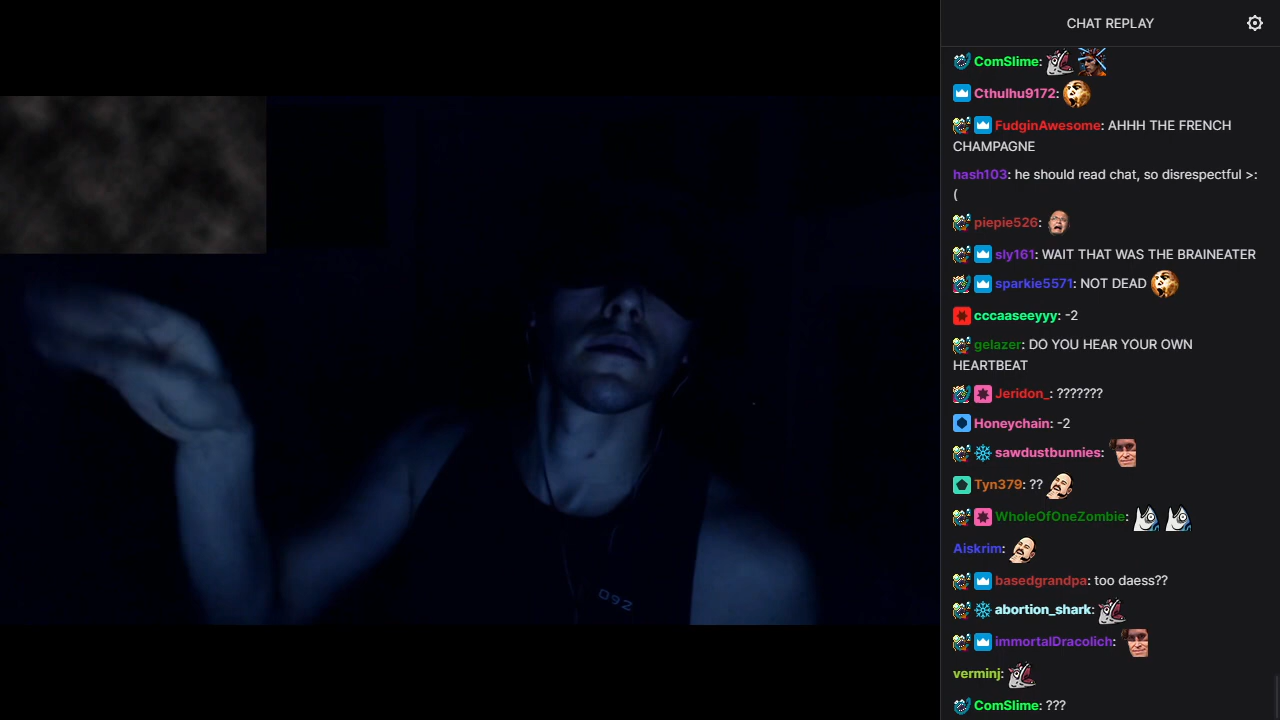 CHAT REPLAY
ComSlime:
Cthulhu9172:
FudginAwesome: AHHH THE FRENCH
CHAMPAGNE
hash103: he should read chat, so disrespectful >:
(
piepie526:
sly161: WAIT THAT WAS THE BRAINEATER
sparkie5571: NOT DEAD
cccaaseeyyy: -2
gelazer: DO YOU HEAR YOUR OWN
HEARTBEAT
Jeridon_: ???????
Honeychain: -2
sawdustbunnies:
Tyn379: ??
WholeOfOneZombie:
Aiskrim:
basedgrandpa: too daess??
abortion_shark:
immortalDracolich:
verminj:
ComSlime: ???
D92